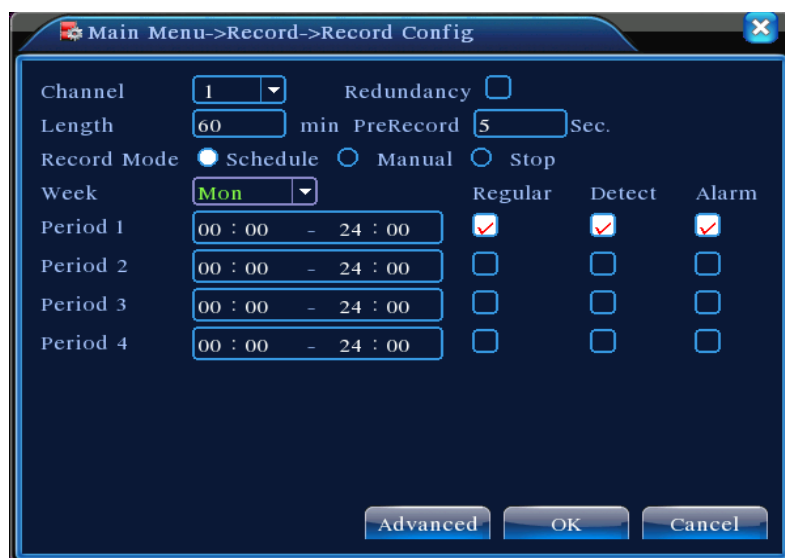 Main Menu->Record->Record Config
Channel 1 Redundancy
Length 60 min PreRecord 5 Sec.
Record Mode Schedule Manual Stop
Week Mon Regular Detect Alarm
Period 1 00 : 00 - 24 : 00
Period 2 00 : 00 - 24 : 00
Period 3 00 : 00 - 24 : 00
Period 4 00 : 00 - 24 : 00
Advanced OK Cancel